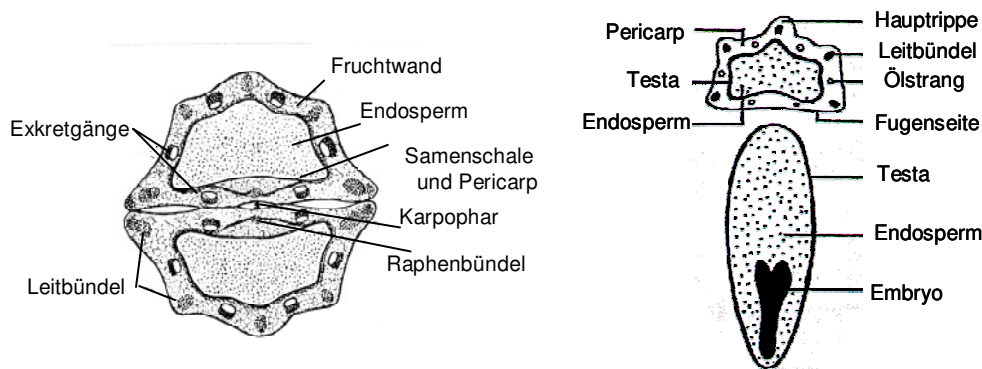 Fruchtwand
Endosperm
Exkretgänge
Samenschale
und Pericarp
Karpophar
Raphenbündel
Leitbündel
Hauptrippe
Pericarp
Leitbündel
Testa
Ölstrang
Endosperm
Fugenseite
Testa
Endosperm
Embryo